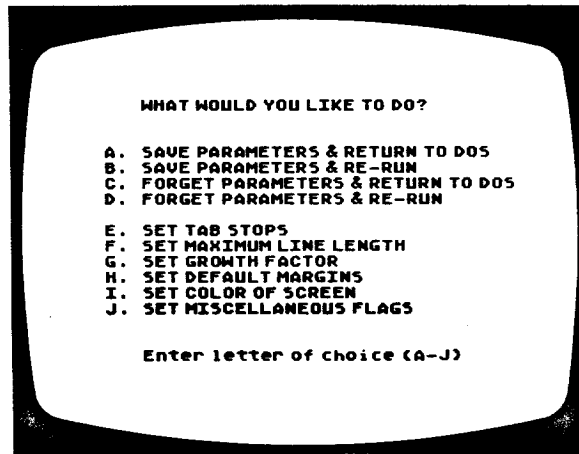 WHAT WOULD YOU LIKE TO DO?
A. SAVE PARAMETERS & RETURN TO DOS
B. SAVE PARAMETERS & RE-RUN
C. FORGET PARAMETERS & RETURN TO DOS
D. FORGET PARAMETERS & RE-RUN
E. SET TAB STOPS
F. SET MAXIMUM LINE LENGTH
G. SET GROWTH FACTOR
H. SET DEFAULT MARGINS
I. SET COLOR OF SCREEN
J. SET MISCELLANEOUS FLAGS
Enter letter of choice (A-J)